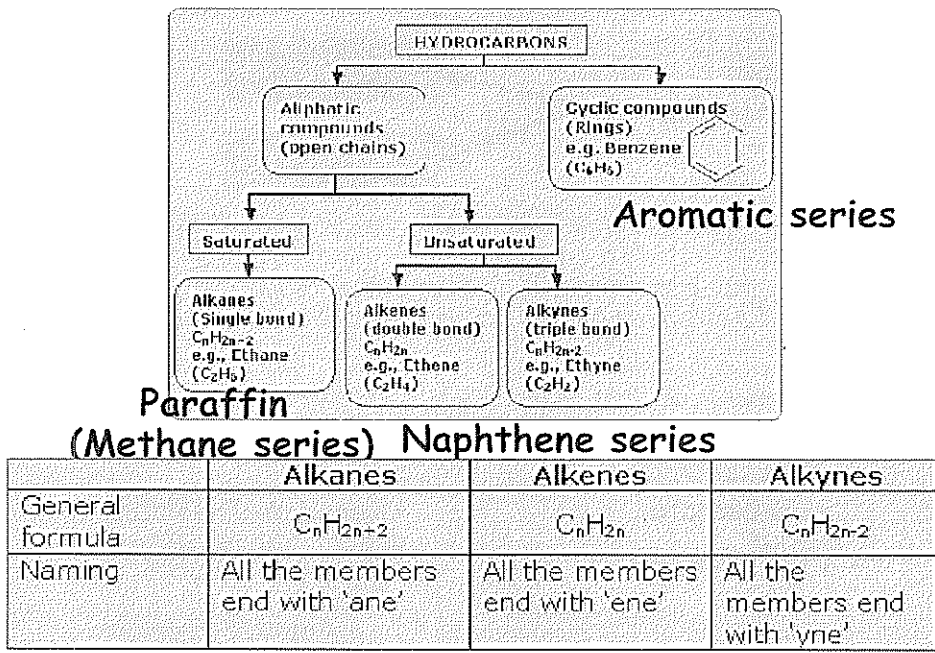 HYDROCARBONS
Aliphatic
compounds
(open chains)
Cyclic compounds
(Rings)
e.g. Benzene
(C₆H₆)
Aromatic series
Saturated
Unsaturated
Alkanes
(Single bond)
CₙH₂ₙ₊₂
e.g., Ethane
(C₂H₆)
Alkenes
(double bond)
CₙH₂ₙ
e.g., Ethene
(C₂H₄)
Alkynes
(triple bond)
CₙH₂ₙ₋₂
e.g., Ethyne
(C₂H₂)
Paraffin
(Methane series)
Naphthene series
Alkanes Alkenes Alkynes
General
formula
CₙH₂ₙ₊₂ CₙH₂ₙ CₙH₂ₙ₋₂
Naming
All the members
end with 'ane'
All the members
end with 'ene'
All the
members end
with 'yne'